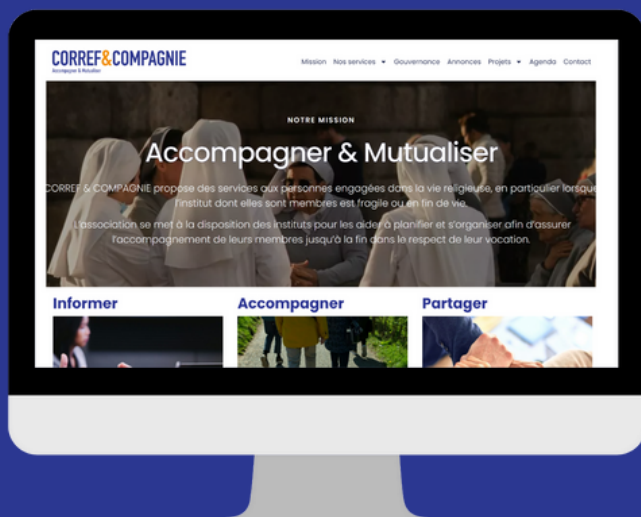 CORREF&COMPAGNIE
Accompagner & Mutualiser
Mission Nos services Gouvernance Annonces Projets Agenda Contact
NOTRE MISSION
Accompagner & Mutualiser
CORREF & COMPAGNIE propose des services aux personnes engagées dans la vie religieuse, en particulier lorsque
l'institut dont elles sont membres est fragile ou en fin de vie.
L'association se met à la disposition des instituts pour les aider à planifier et s'organiser afin d'assurer
l'accompagnement de leurs membres jusqu'à la fin dans le respect de leur vocation.
Informer Accompagner Partager